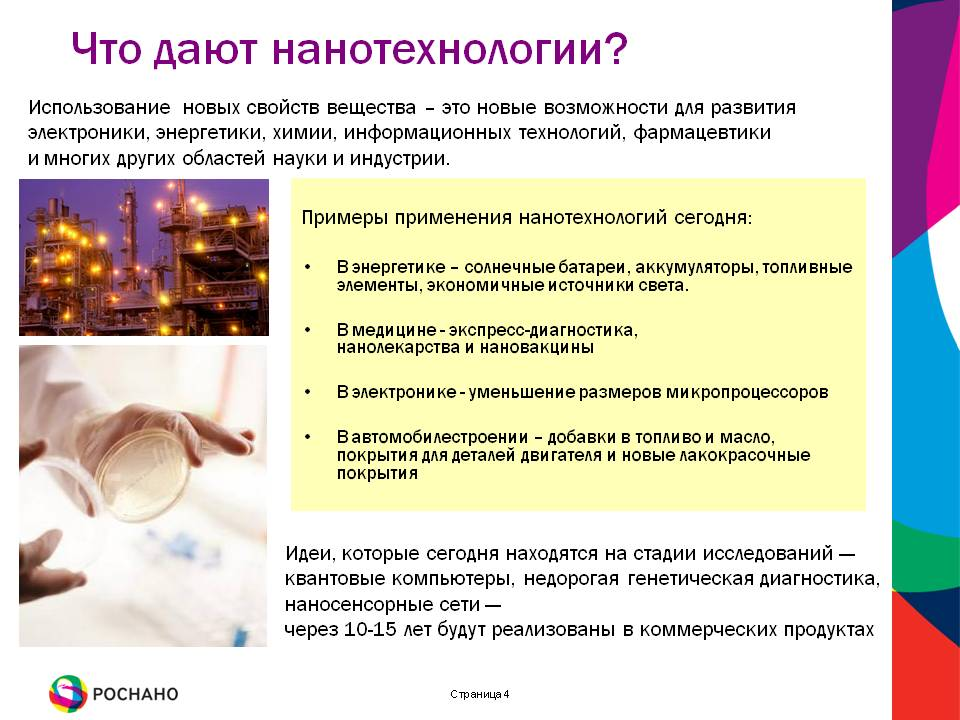 Что дают нанотехнологии?
Использование новых свойств вещества – это новые возможности для развития
электроники, энергетики, химии, информационных технологий, фармацевтики
и многих других областей науки и индустрии.
Примеры применения нанотехнологий сегодня:
• В энергетике – солнечные батареи, аккумуляторы, топливные
элементы, экономичные источники света.
• В медицине - экспресс-диагностика,
нанолекарства и нановакцины
• В электронике - уменьшение размеров микропроцессоров
• В автомобилестроении – добавки в топливо и масло,
покрытия для деталей двигателя и новые лакокрасочные
покрытия
Идеи, которые сегодня находятся на стадии исследований —
квантовые компьютеры, недорогая генетическая диагностика,
наносенсорные сети —
через 10-15 лет будут реализованы в коммерческих продуктах
РОСНАНО
Страница 4